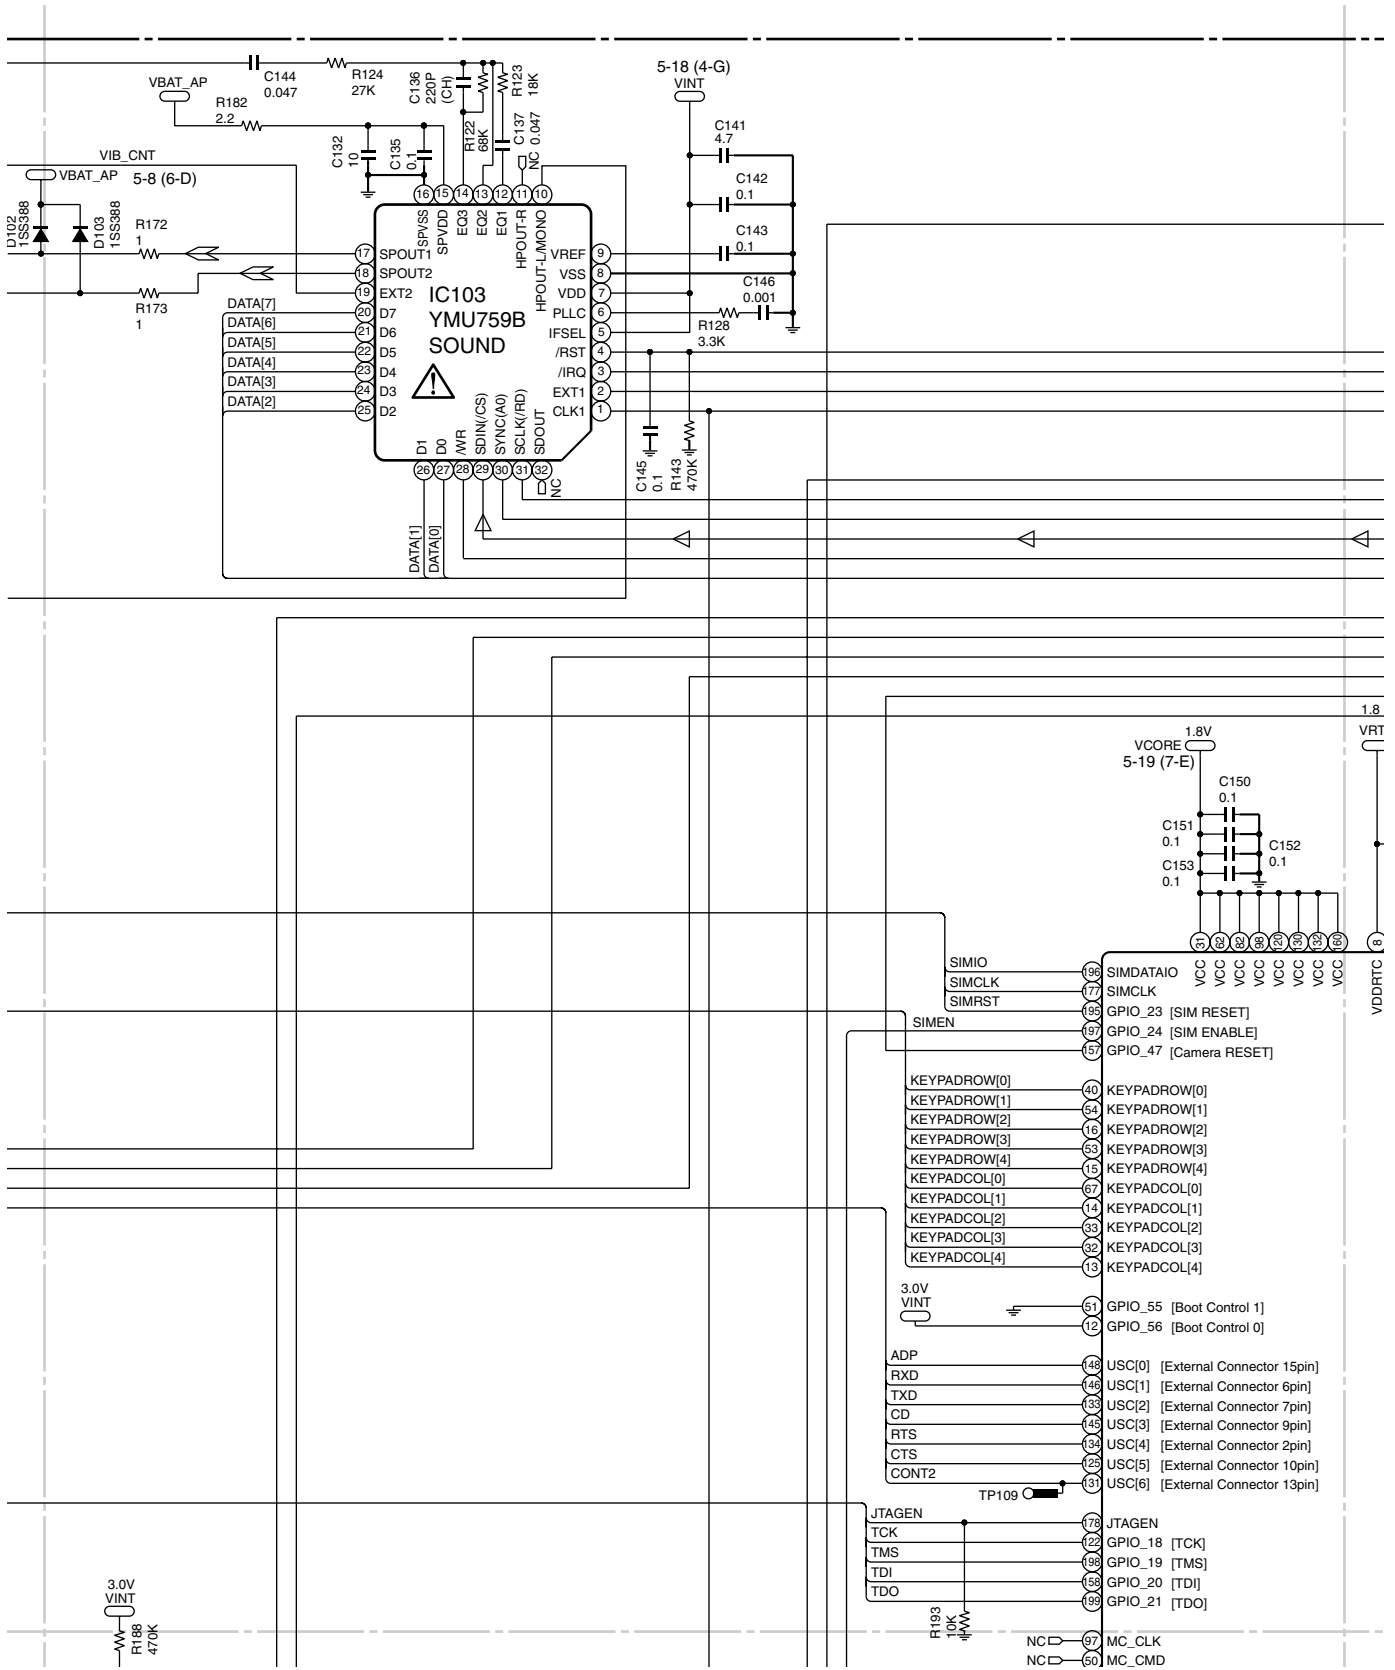 5-18 (4-G)
VINT
VBAT_AP
C144
0.047
R124
27K
C136
220P
(CH)
R123
18K
R182
2.2
R122
68K
C137
0.047
NC
C132
10
C135
0.1
C141
4.7
C142
0.1
C143
0.1
C146
0.001
R128
3.3K
VIB_CNT
VBAT_AP
5-8 (6-D)
D102
1SS388
D103
1SS388
R172
1
R173
1
16 15 14 13 12 11 10
SPVSS
SPVDD
EQ3
EQ2
EQ1
HPOUT-R
HPOUT-L/MONO
17 SPOUT1
18 SPOUT2
19 EXT2
DATA[7] 20 D7
DATA[6] 21 D6
DATA[5] 22 D5
DATA[4] 23 D4
DATA[3] 24 D3
DATA[2] 25 D2
IC103
YMU759B
SOUND
VREF 9
VSS 8
VDD 7
PLLC 6
IFSEL 5
/RST 4
/IRQ 3
EXT1 2
CLK1 1
D1
D0
/WR
SDIN(/CS)
SYNC(A0)
SCLK(/RD)
SDOUT
26 27 28 29 30 31 32
NC
C145
0.1
R143
470K
DATA[1]
DATA[0]
1.8
VRT
1.8V
VCORE
5-19 (7-E)
C150
0.1
C151
0.1
C152
0.1
C153
0.1
31 62 82 98 120 130 132 160 8
VCC
VCC
VCC
VCC
VCC
VCC
VCC
VCC
VDDRTC
SIMIO 196 SIMDATAIO
SIMCLK 177 SIMCLK
SIMRST 195 GPIO_23 [SIM RESET]
SIMEN 197 GPIO_24 [SIM ENABLE]
157 GPIO_47 [Camera RESET]
KEYPADROW[0] 40 KEYPADROW[0]
KEYPADROW[1] 54 KEYPADROW[1]
KEYPADROW[2] 16 KEYPADROW[2]
KEYPADROW[3] 53 KEYPADROW[3]
KEYPADROW[4] 15 KEYPADROW[4]
KEYPADCOL[0] 67 KEYPADCOL[0]
KEYPADCOL[1] 14 KEYPADCOL[1]
KEYPADCOL[2] 33 KEYPADCOL[2]
KEYPADCOL[3] 32 KEYPADCOL[3]
KEYPADCOL[4] 13 KEYPADCOL[4]
3.0V
VINT
51 GPIO_55 [Boot Control 1]
12 GPIO_56 [Boot Control 0]
ADP 148 USC[0] [External Connector 15pin]
RXD 146 USC[1] [External Connector 6pin]
TXD 133 USC[2] [External Connector 7pin]
CD 145 USC[3] [External Connector 9pin]
RTS 134 USC[4] [External Connector 2pin]
CTS 125 USC[5] [External Connector 10pin]
CONT2 131 USC[6] [External Connector 13pin]
TP109
JTAGEN 178 JTAGEN
TCK 122 GPIO_18 [TCK]
TMS 198 GPIO_19 [TMS]
TDI 158 GPIO_20 [TDI]
TDO 199 GPIO_21 [TDO]
R193
10K
3.0V
VINT
R188
470K
NC 97 MC_CLK
NC 50 MC_CMD